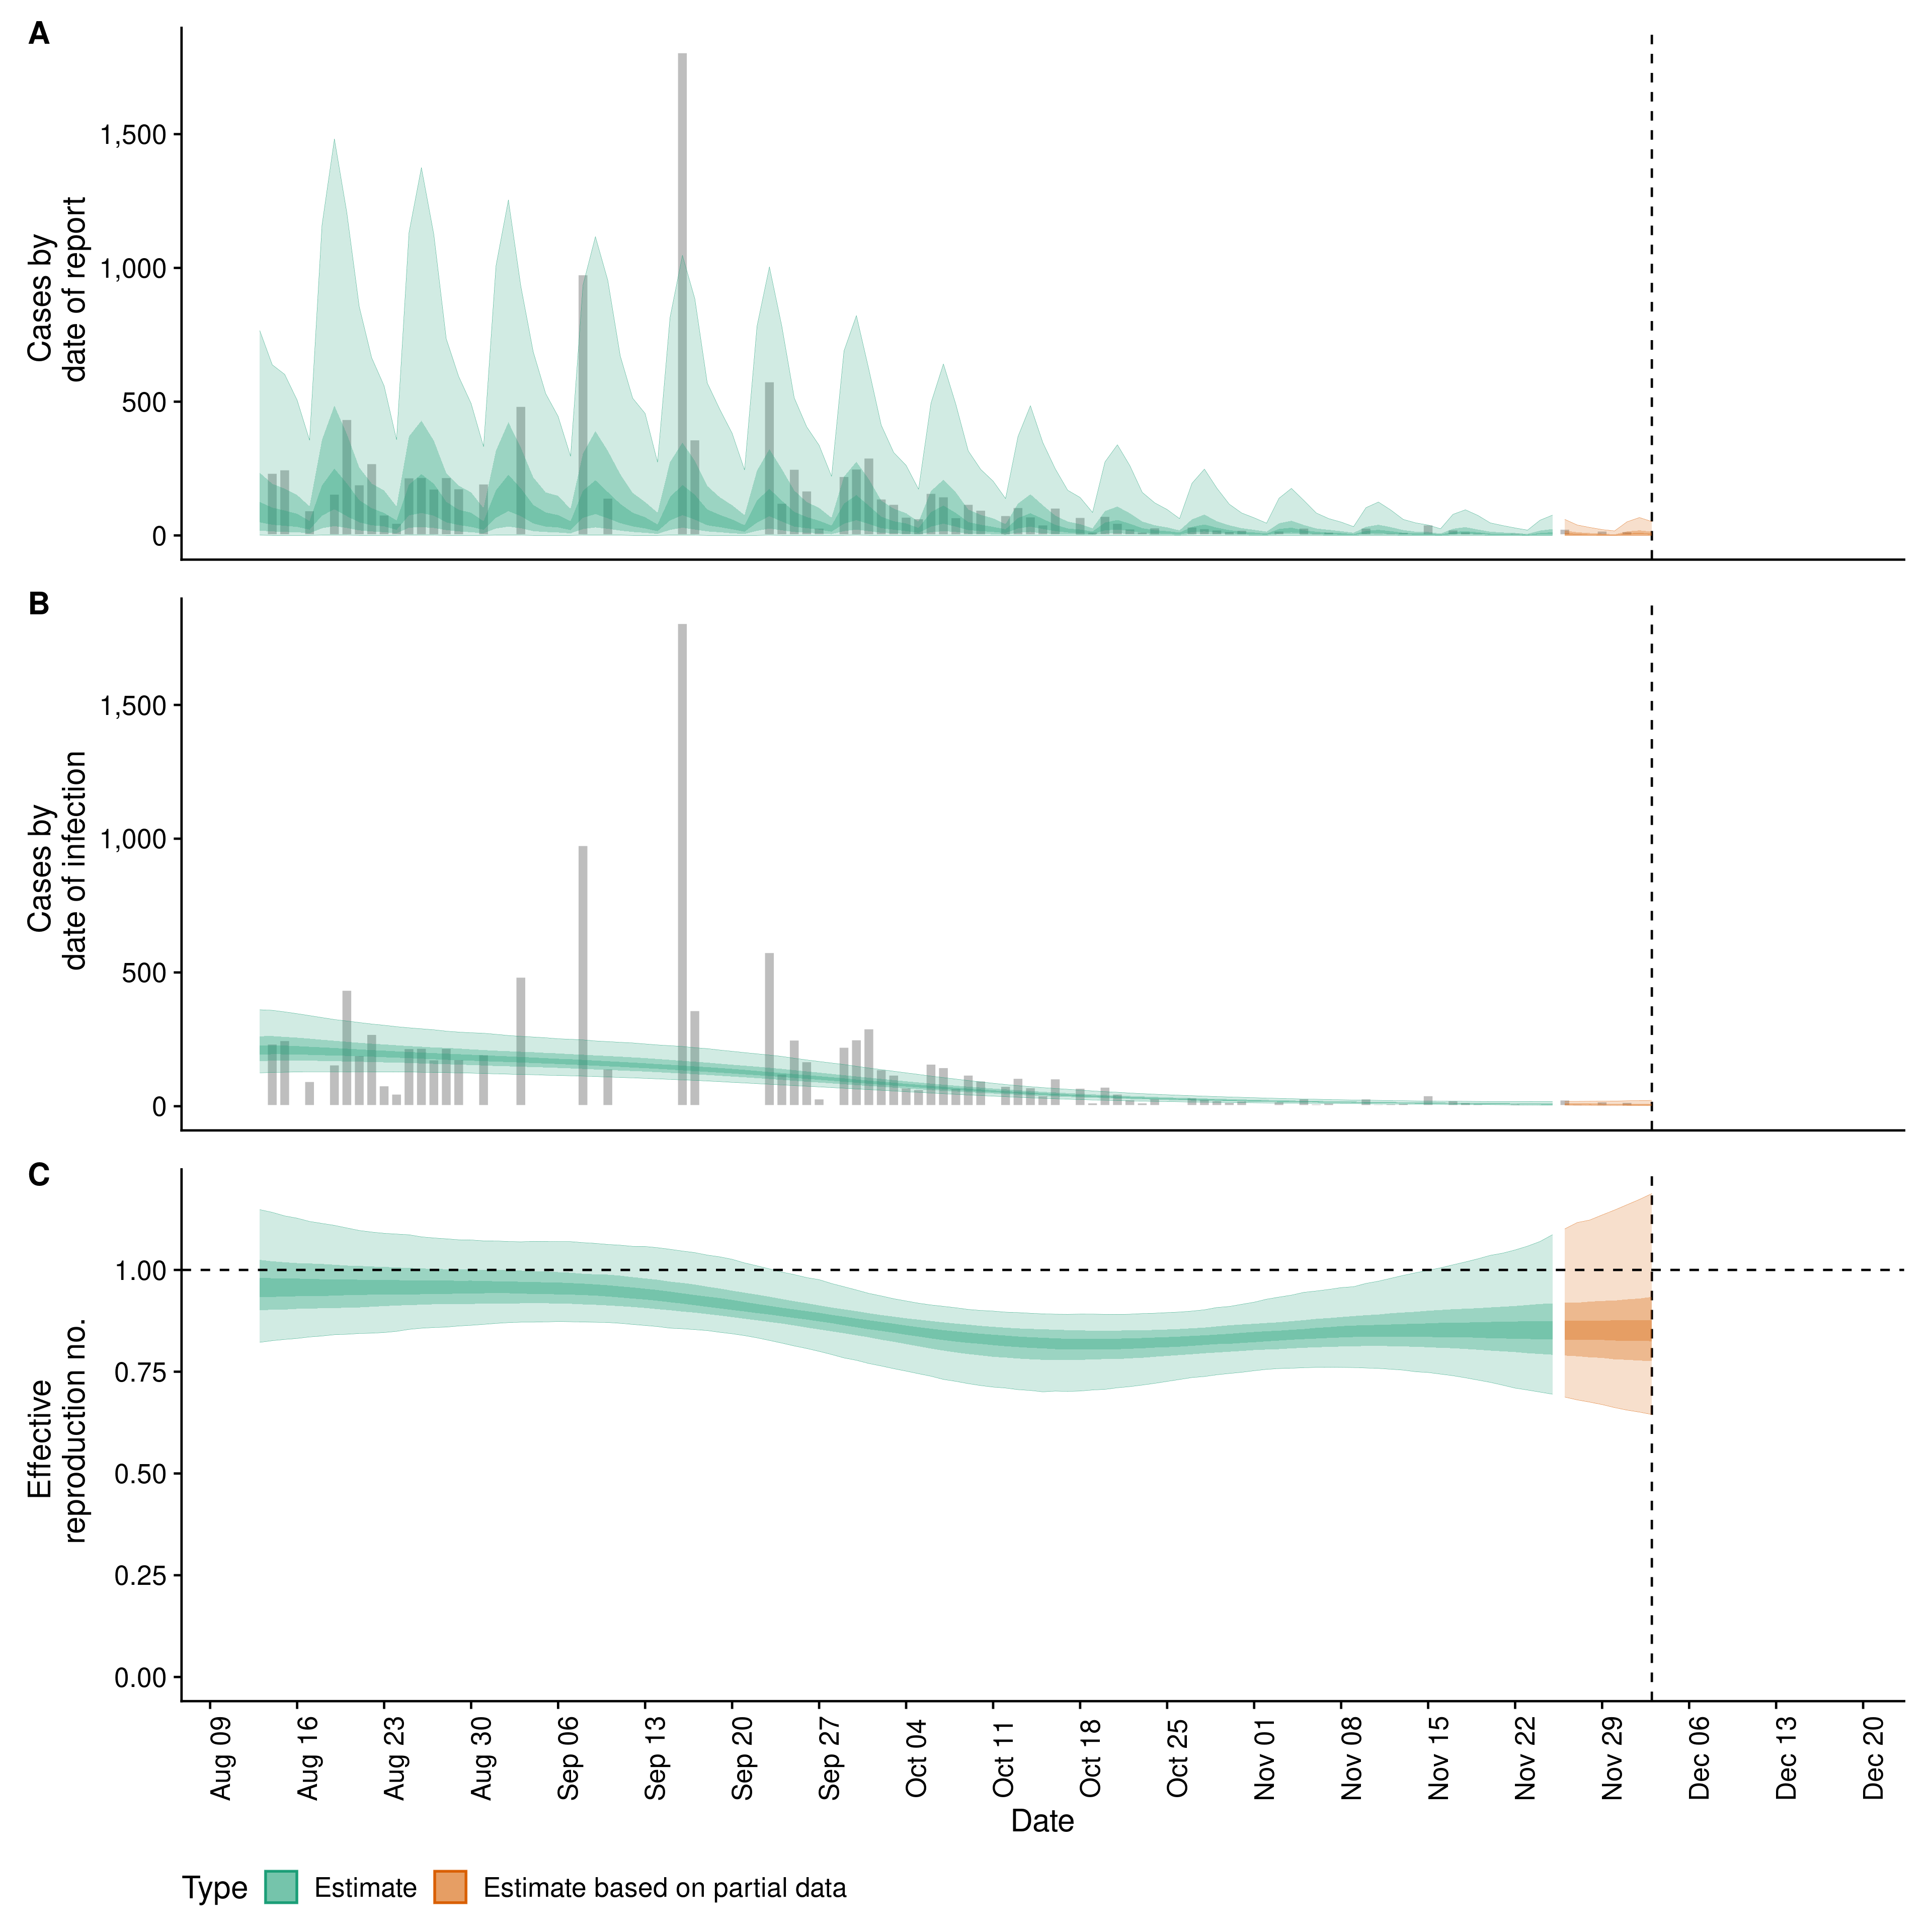 A
Cases by
date of report
1,500
1,000
500
0
B
Cases by
date of infection
1,500
1,000
500
0
C
Effective
reproduction no.
1.00
0.75
0.50
0.25
0.00
Aug 09
Aug 16
Aug 23
Aug 30
Sep 06
Sep 13
Sep 20
Sep 27
Oct 04
Oct 11
Oct 18
Oct 25
Nov 01
Nov 08
Nov 15
Nov 22
Nov 29
Dec 06
Dec 13
Dec 20
Date
Type Estimate Estimate based on partial data